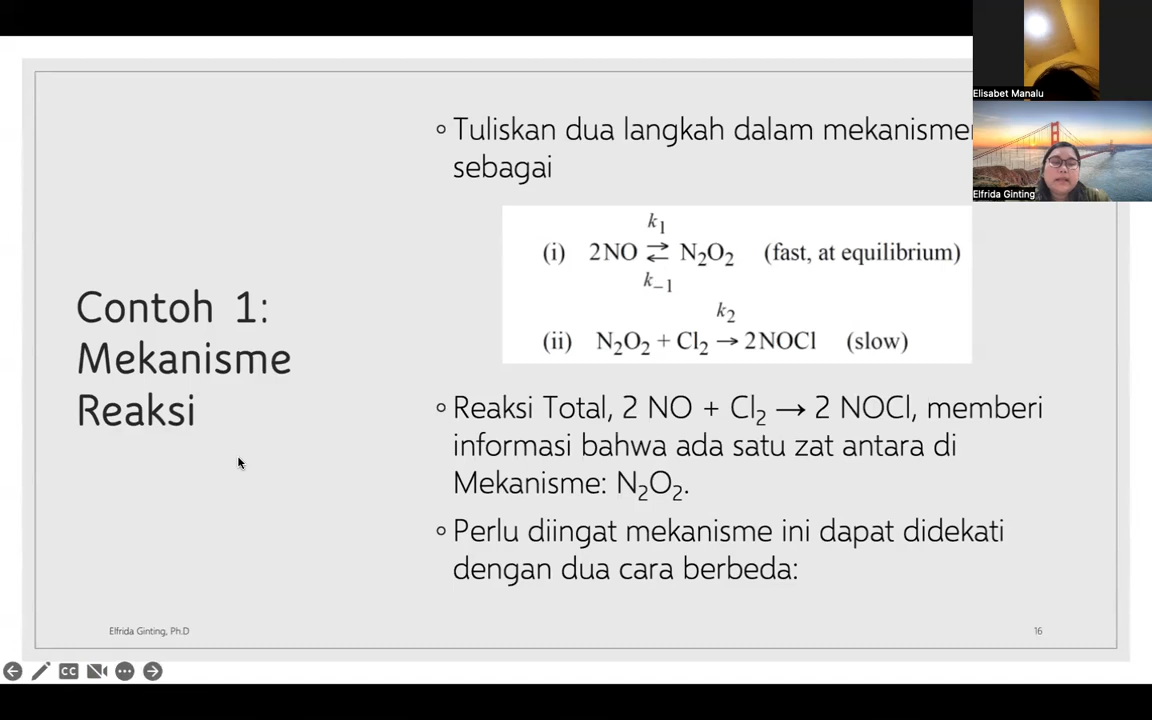 Elisabet Manalu
Elfrida Ginting
Contoh 1:
Mekanisme
Reaksi
◦ Tuliskan dua langkah dalam mekanisme
sebagai
k₁
(i) 2NO ⇄ N₂O₂ (fast, at equilibrium)
k₋₁
k₂
(ii) N₂O₂ + Cl₂ → 2NOCl (slow)
◦ Reaksi Total, 2 NO + Cl₂ → 2 NOCl, memberi
informasi bahwa ada satu zat antara di
Mekanisme: N₂O₂.
◦ Perlu diingat mekanisme ini dapat didekati
dengan dua cara berbeda:
Elfrida Ginting, Ph.D
16
CC